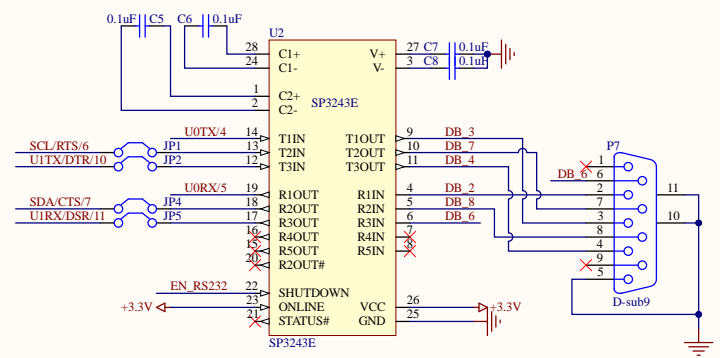 0.1uF C5 C6 0.1uF
U2
28 C1+ V+ 27 C7 0.1uF
24 C1- V- 3 C8 0.1uF
1 C2+
SP3243E
2 C2-
U0TX/4 14 T1IN T1OUT 9 DB_3
SCL/RTS/6 JP1 13 T2IN T2OUT 10 DB_7
U1TX/DTR/10 JP2 12 T3IN T3OUT 11 DB_4
P7
1
DB_6 6
U0RX/5 19 R1OUT R1IN 4 DB_2 2 11
SDA/CTS/7 JP4 18 R2OUT R2IN 5 DB_8 7
U1RX/DSR/11 JP5 17 R3OUT R3IN 6 DB_6 3 10
16 R4OUT R4IN 7 8
15 R5OUT R5IN 8 4
20 R2OUT# 9
5
EN_RS232 22 SHUTDOWN
+3.3V 23 ONLINE VCC 26 +3.3V D-sub9
21 STATUS# GND 25
SP3243E